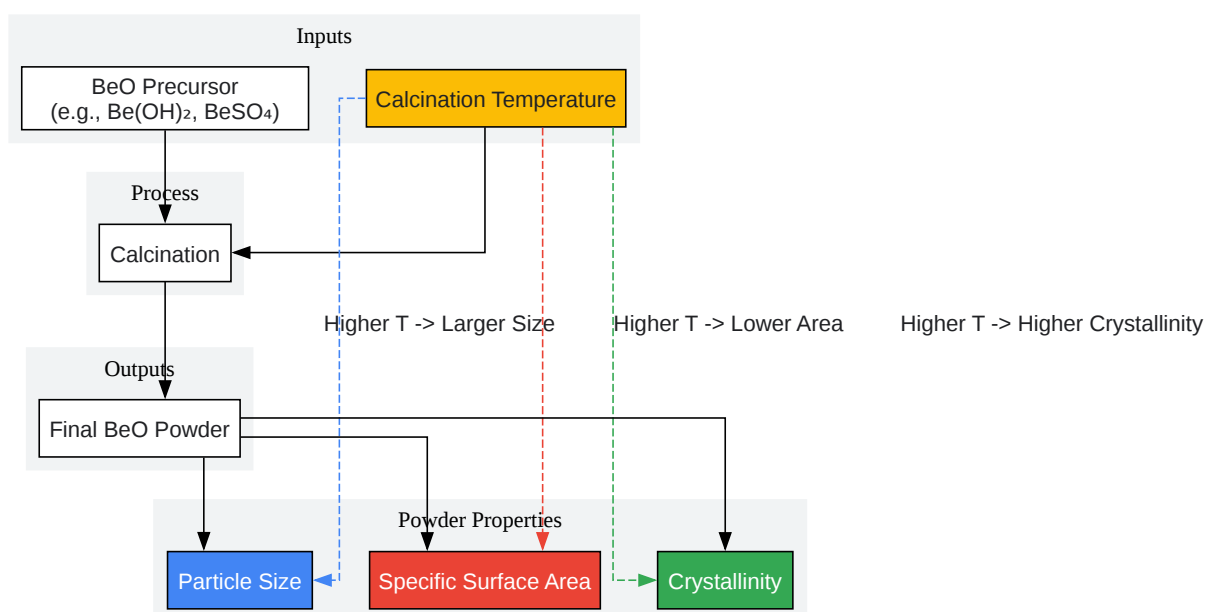 Inputs
BeO Precursor
(e.g., Be(OH)₂, BeSO₄)
Calcination Temperature
Process
Calcination
Higher T -> Larger Size
Higher T -> Lower Area
Higher T -> Higher Crystallinity
Outputs
Final BeO Powder
Powder Properties
Particle Size
Specific Surface Area
Crystallinity